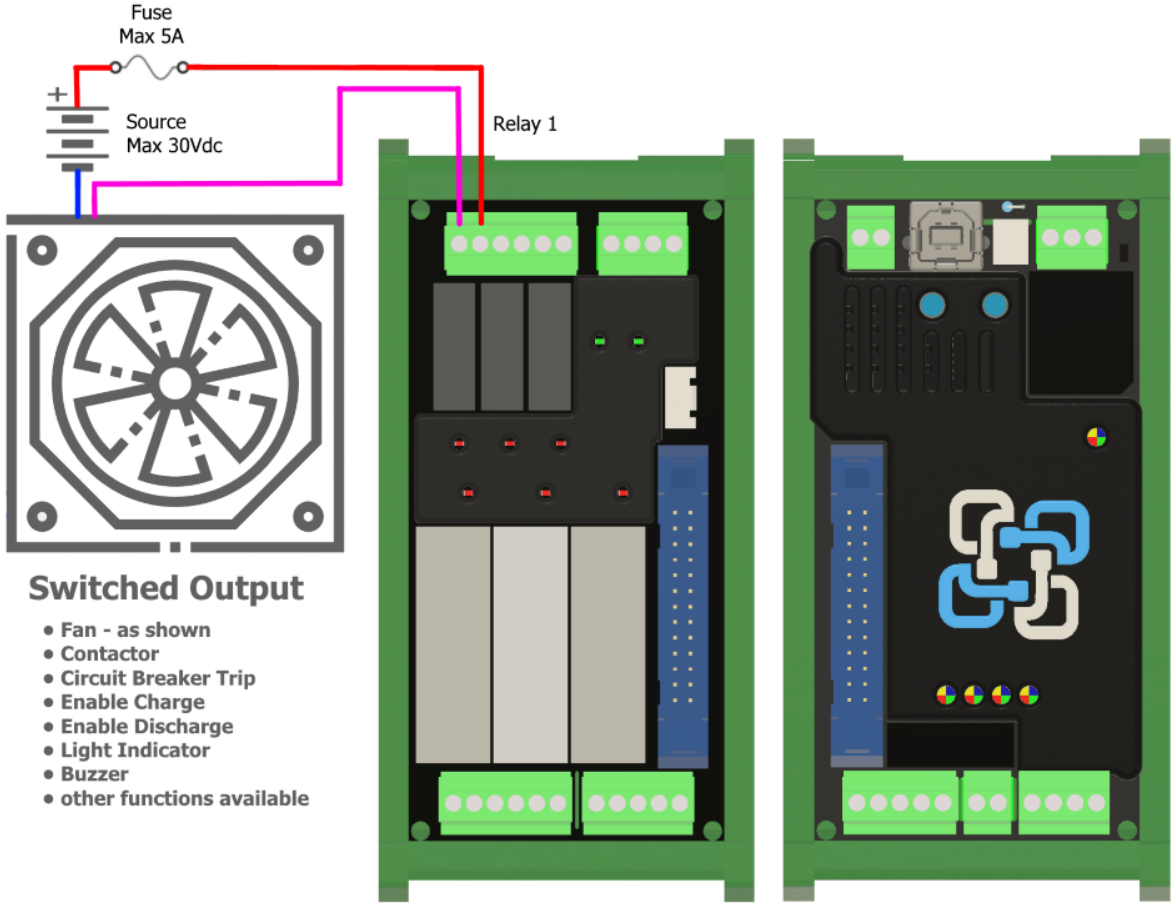 Fuse
Max 5A
+
Source
Max 30Vdc
Relay 1
Switched Output
• Fan - as shown
• Contactor
• Circuit Breaker Trip
• Enable Charge
• Enable Discharge
• Light Indicator
• Buzzer
• other functions available